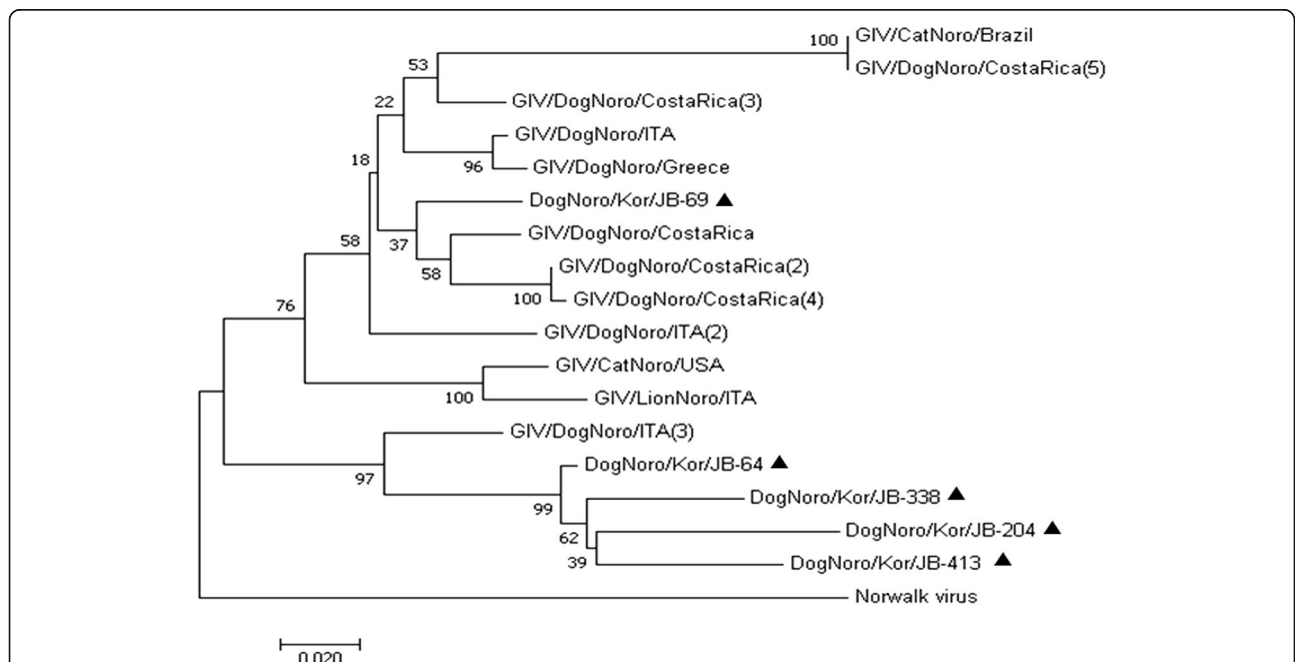 100
GIV/CatNoro/Brazil
GIV/DogNoro/CostaRica(5)
53
GIV/DogNoro/CostaRica(3)
22
GIV/DogNoro/ITA
96
GIV/DogNoro/Greece
18
DogNoro/Kor/JB-69 ▲
37
GIV/DogNoro/CostaRica
58
58
GIV/DogNoro/CostaRica(2)
100
GIV/DogNoro/CostaRica(4)
76
GIV/DogNoro/ITA(2)
GIV/CatNoro/USA
100
GIV/LionNoro/ITA
GIV/DogNoro/ITA(3)
97
DogNoro/Kor/JB-64 ▲
99
DogNoro/Kor/JB-338 ▲
62
DogNoro/Kor/JB-204 ▲
39
DogNoro/Kor/JB-413 ▲
Norwalk virus
0.020